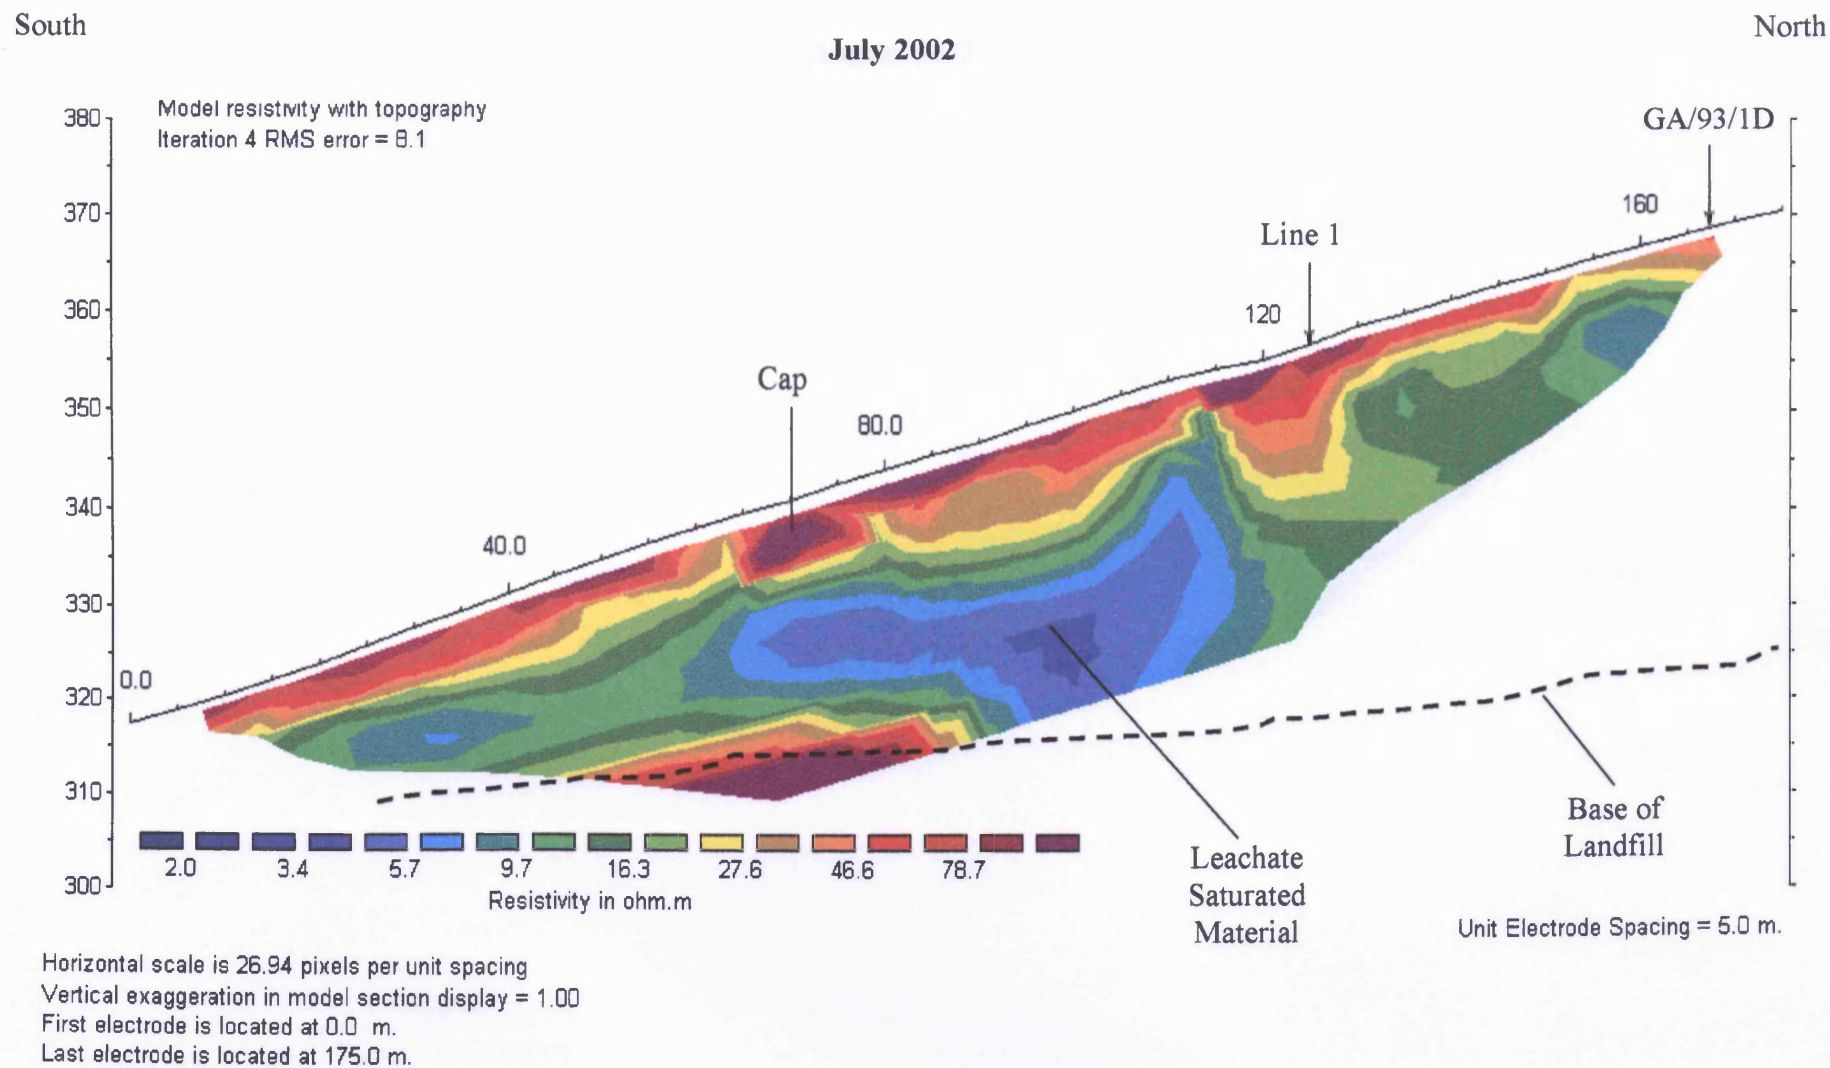 South
North
July 2002
Model resistivity with topography
Iteration 4 RMS error = 8.1
GA/93/1D
Line 1
Cap
380
370
360
350
340
330
320
310
300
0.0
40.0
80.0
120
160
2.0 3.4 5.7 9.7 16.3 27.6 46.6 78.7
Resistivity in ohm.m
Leachate
Saturated
Material
Base of
Landfill
Unit Electrode Spacing = 5.0 m.
Horizontal scale is 26.94 pixels per unit spacing
Vertical exaggeration in model section display = 1.00
First electrode is located at 0.0 m.
Last electrode is located at 175.0 m.